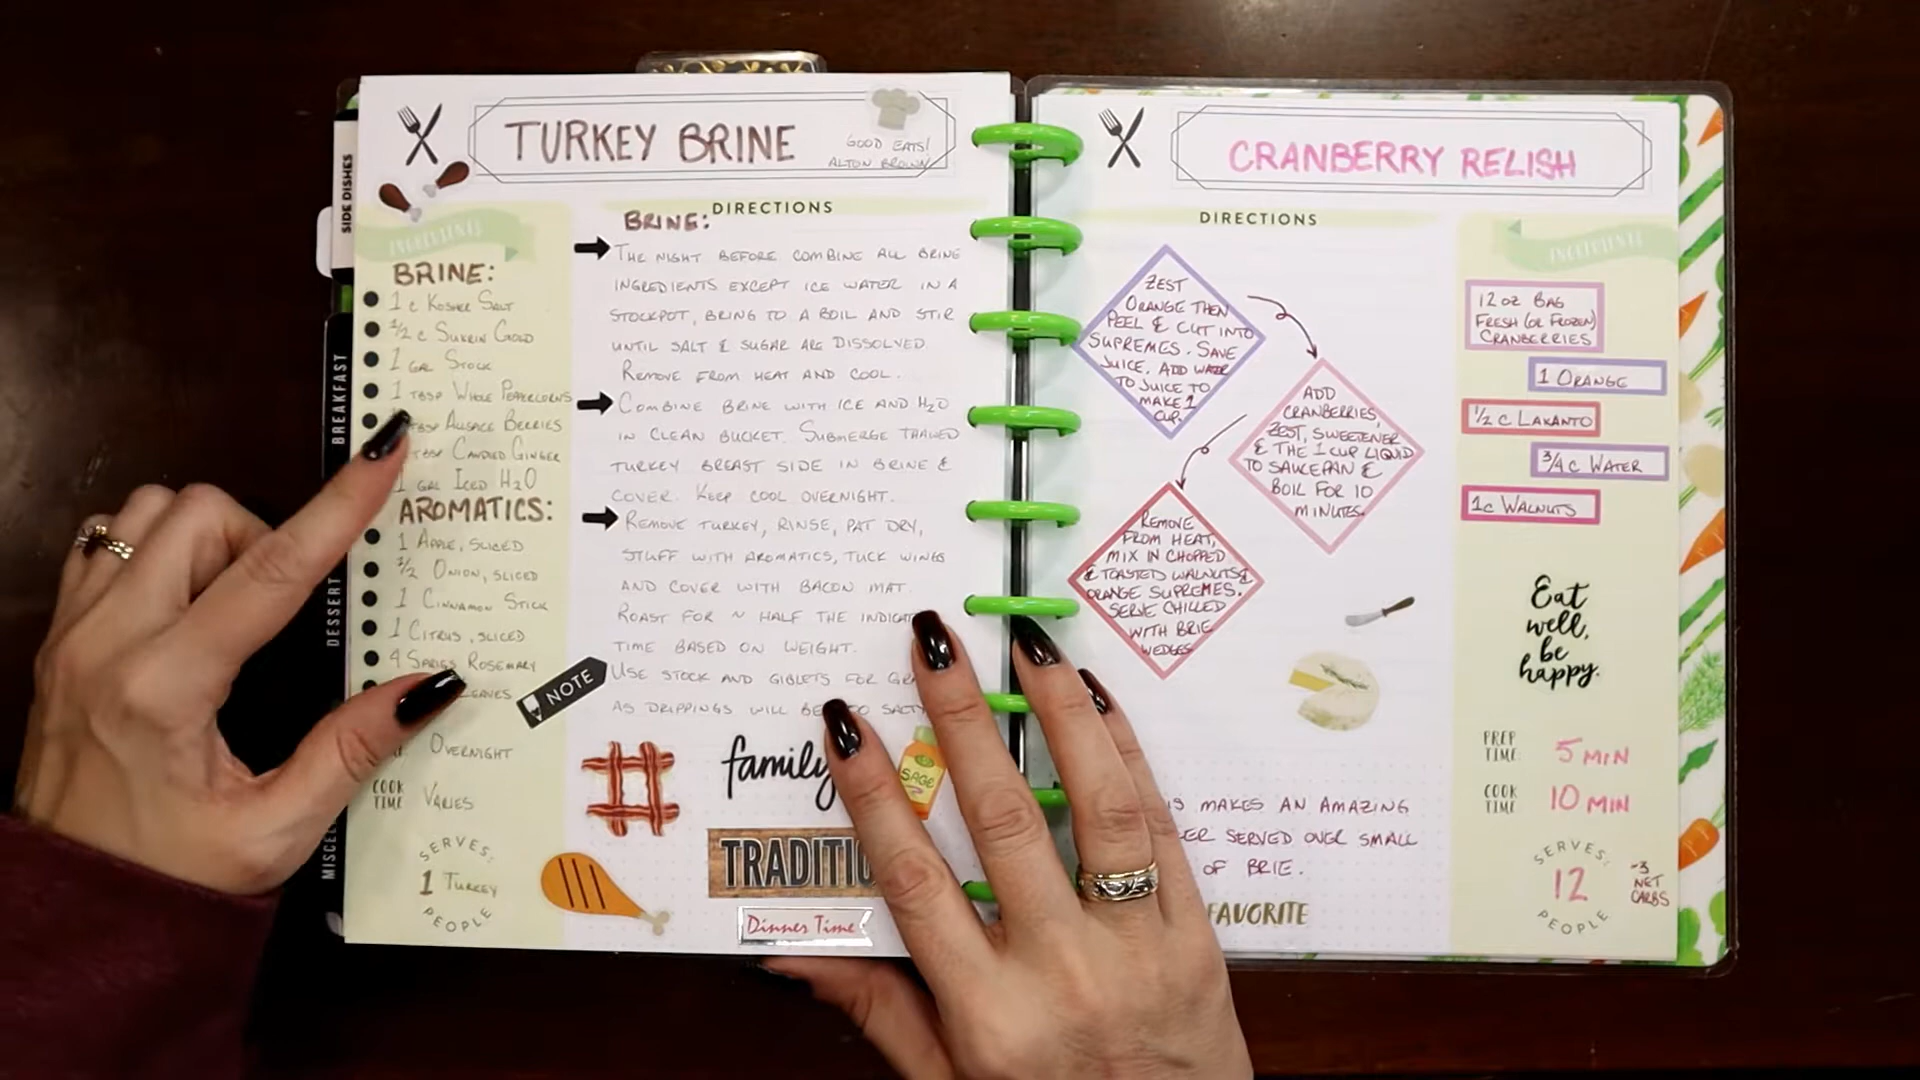 SIDE DISHES
BREAKFAST
DESSERT
TURKEY BRINE
GOOD EATS!
ALTON BROWN
INGREDIENTS
BRINE:
1 C KOSHER SALT
1/2 C SUKRIN GOLD
1 GAL STOCK
1 TBSP WHOLE PEPPERCORNS
TBSP ALLSPICE BERRIES
TBSP CANDIED GINGER
1 GAL ICED H2O
AROMATICS:
1 APPLE, SLICED
1/2 ONION, SLICED
1 CINNAMON STICK
1 CITRUS, SLICED
4 SPRIGS ROSEMARY
LEAVES
OVERNIGHT
COOK
TIME VARIES
SERVES:
1 TURKEY
PEOPLE
DIRECTIONS
BRINE:
THE NIGHT BEFORE COMBINE ALL BRINE
INGREDIENTS EXCEPT ICE WATER IN A
STOCKPOT, BRING TO A BOIL AND STIR
UNTIL SALT & SUGAR ARE DISSOLVED
REMOVE FROM HEAT AND COOL.
COMBINE BRINE WITH ICE AND H2O
IN CLEAN BUCKET. SUBMERGE THAWED
TURKEY BREAST SIDE IN BRINE &
COVER. KEEP COOL OVERNIGHT.
REMOVE TURKEY, RINSE, PAT DRY,
STUFF WITH AROMATICS, TUCK WINGS
AND COVER WITH BACON MAT.
ROAST FOR ~ HALF THE
TIME BASED ON WEIGHT.
NOTE
USE STOCK AND GIBLETS FOR
AS DRIPPINGS WILL BE TOO SALTY
family
SAGE
TRADITIO
Dinner Time
CRANBERRY RELISH
DIRECTIONS
ZEST
ORANGE THEN
PEEL & CUT INTO
SUPREMES. SAVE
JUICE. ADD WATER
TO JUICE TO
MAKE 1
CUP.
ADD
CRANBERRIES,
ZEST, SWEETENER
& THE 1 CUP LIQUID
TO SAUCEPAN &
BOIL FOR 10
MINUTES.
REMOVE
FROM HEAT,
MIX IN CHOPPED
& TOASTED WALNUTS &
ORANGE SUPREMES.
SERVE CHILLED
WITH BRIE
WEDGES
IS MAKES AN AMAZING
SERVED OVER SMALL
OF BRIE.
FAVORITE
INGREDIENTS
12 OZ BAG
FRESH (OR FROZEN)
CRANBERRIES
1 ORANGE
1/2 C LAKANTO
3/4 C WATER
1 C WALNUTS
Eat
well,
be
happy.
PREP
TIME: 5 MIN
COOK
TIME: 10 MIN
SERVES:
12
PEOPLE
~3
NET
CARBS